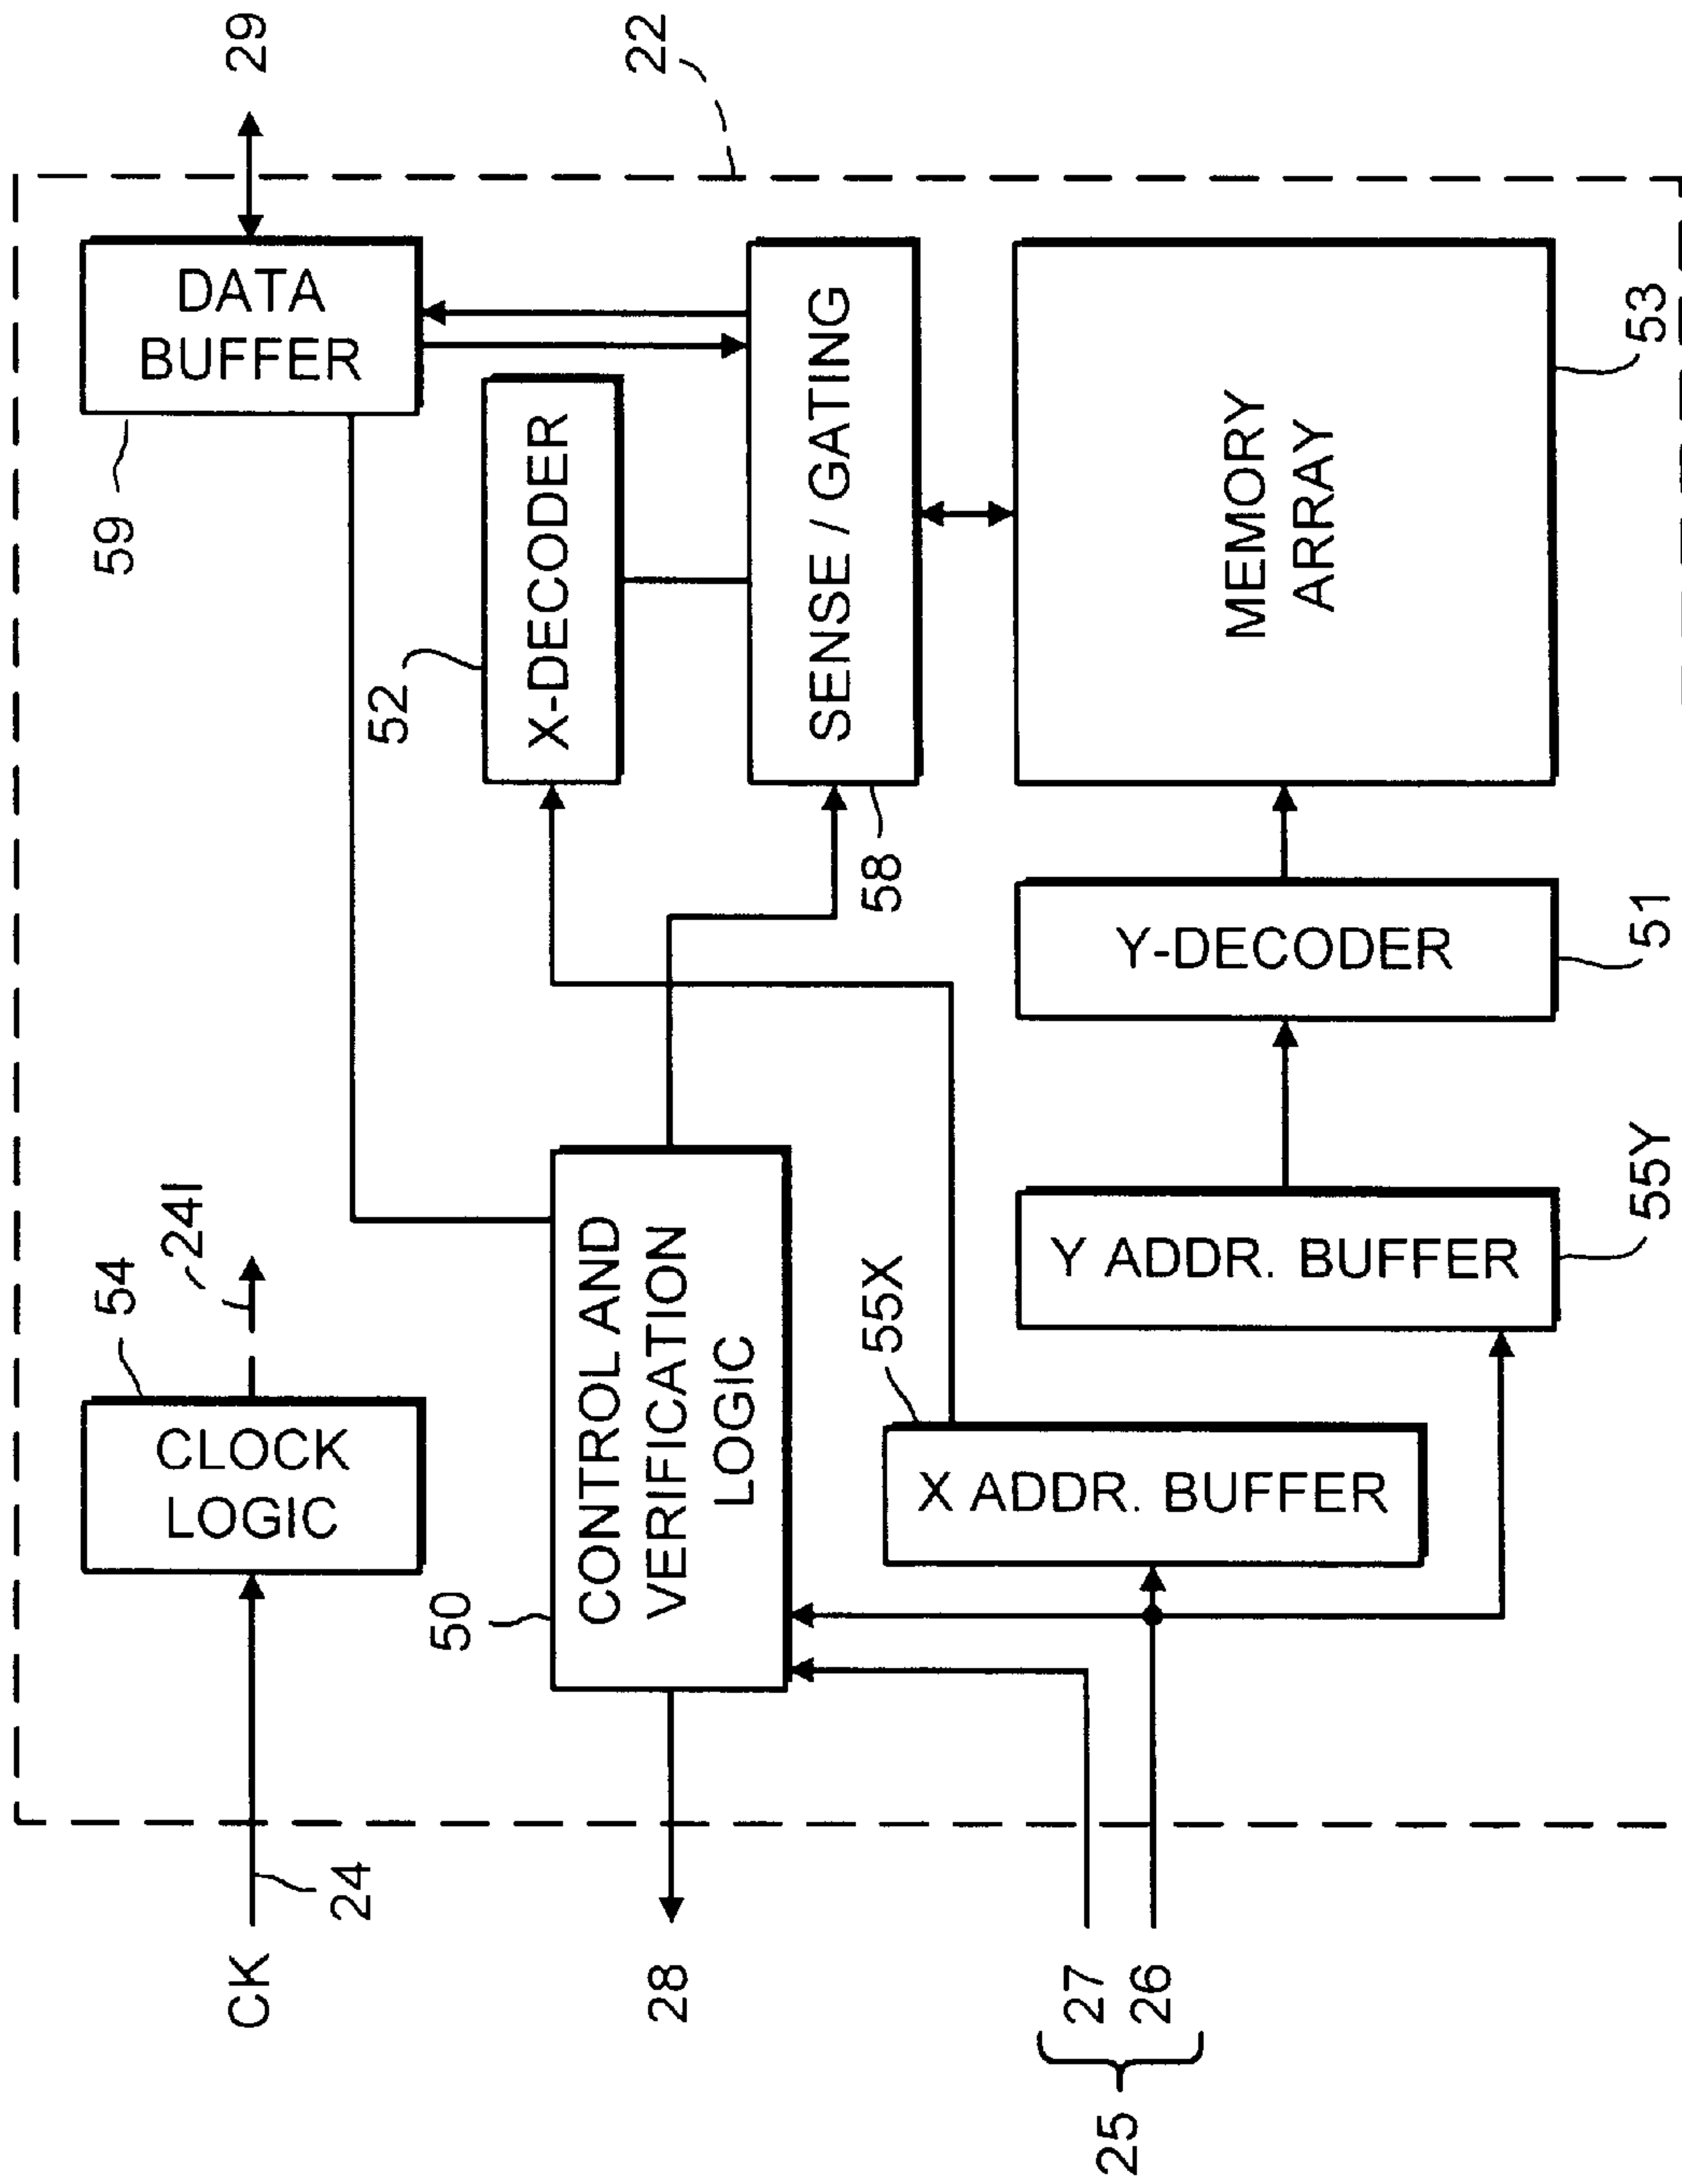 CK
24
CLOCK
LOGIC
54
24I
59
DATA
BUFFER
29
22
28
50
CONTROL AND
VERIFICATION
LOGIC
52
X-DECODER
58
SENSE / GATING
25
27
26
55X
X ADDR. BUFFER
Y ADDR. BUFFER
55Y
Y-DECODER
51
MEMORY
ARRAY
53